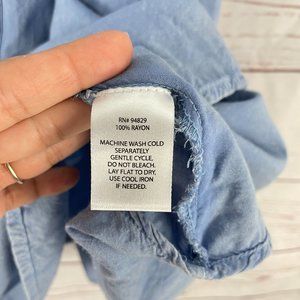 RN# 94829
100% RAYON
MACHINE WASH COLD
SEPARATELY
GENTLE CYCLE,
DO NOT BLEACH.
LAY FLAT TO DRY.
USE COOL IRON
IF NEEDED.